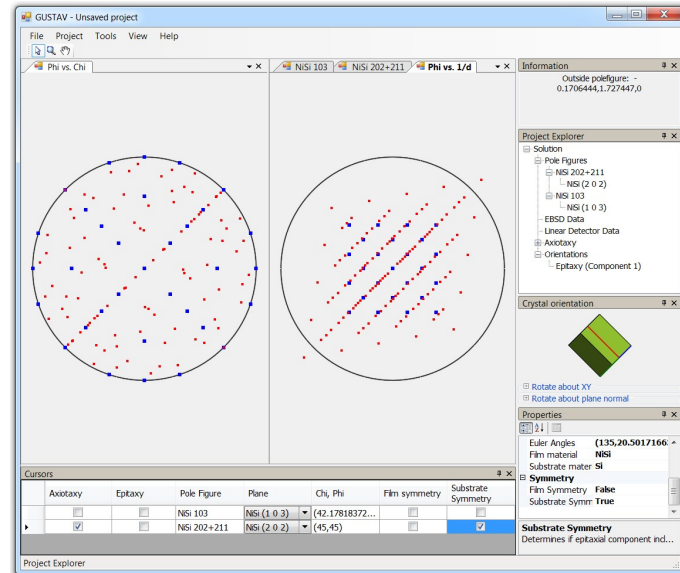 GUSTAV - Unsaved project
File Project Tools View Help
Phi vs. Chi
NiSi 103 NiSi 202+211 Phi vs. 1/d
Information
Outside polefigure: -
0.1706444,1.727447,0
Project Explorer
Solution
Pole Figures
NiSi 202+211
NiSi (2 0 2)
NiSi 103
NiSi (1 0 3)
EBSD Data
Linear Detector Data
Axiotaxy
Orientations
Epitaxy (Component 1)
Crystal orientation
Rotate about XY
Rotate about plane normal
Properties
Euler Angles (135,20.5017166:
Film material NiSi
Substrate mater Si
Symmetry
Film Symmetry False
Substrate Symm True
Substrate Symmetry
Determines if epitaxial component incl...
Cursors
Axiotaxy Epitaxy Pole Figure Plane Chi, Phi Film symmetry Substrate Symmetry
NiSi 103 NiSi (1 0 3) (42.17818372...
NiSi 202+211 NiSi (2 0 2) (45,45)
Project Explorer